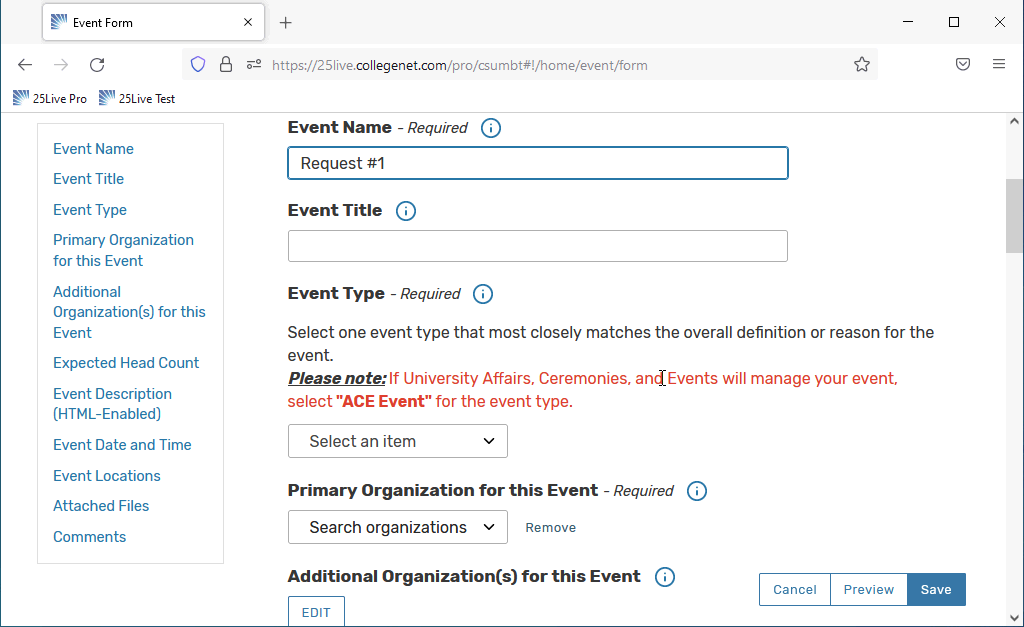 Event Form
https://25live.collegenet.com/pro/csumbt#!/home/event/form
25Live Pro 25Live Test
Event Name
Event Title
Event Type
Primary Organization
for this Event
Additional
Organization(s) for this
Event
Expected Head Count
Event Description
(HTML-Enabled)
Event Date and Time
Event Locations
Attached Files
Comments
Event Name - Required
Request #1
Event Title
Event Type - Required
Select one event type that most closely matches the overall definition or reason for the
event.
Please note: If University Affairs, Ceremonies, and Events will manage your event,
select "ACE Event" for the event type.
Select an item
Primary Organization for this Event - Required
Search organizations Remove
Additional Organization(s) for this Event
EDIT
Cancel Preview Save